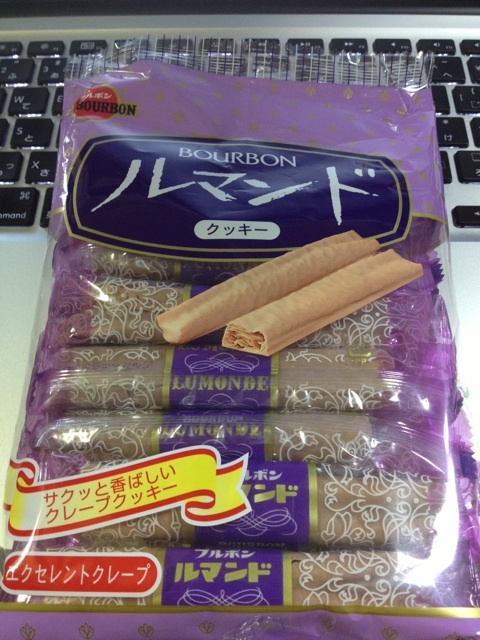 ブルボン
BOURBON
BOURBON
ルマンド
クッキー
LUMONDE
BOURBON
LUMONDE
サクッと香ばしい
クレープクッキー
ブルボン
ルマンド
BOURBON
エクセレントクレープ
ブルボン
ルマンド
command